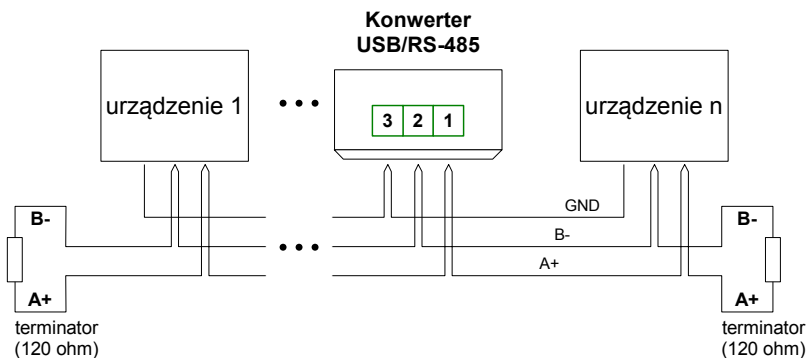 Konwerter
USB/RS-485
urządzenie 1
3 2 1
urządzenie n
GND
B-
B-
B-
A+
A+
A+
terminator
(120 ohm)
terminator
(120 ohm)